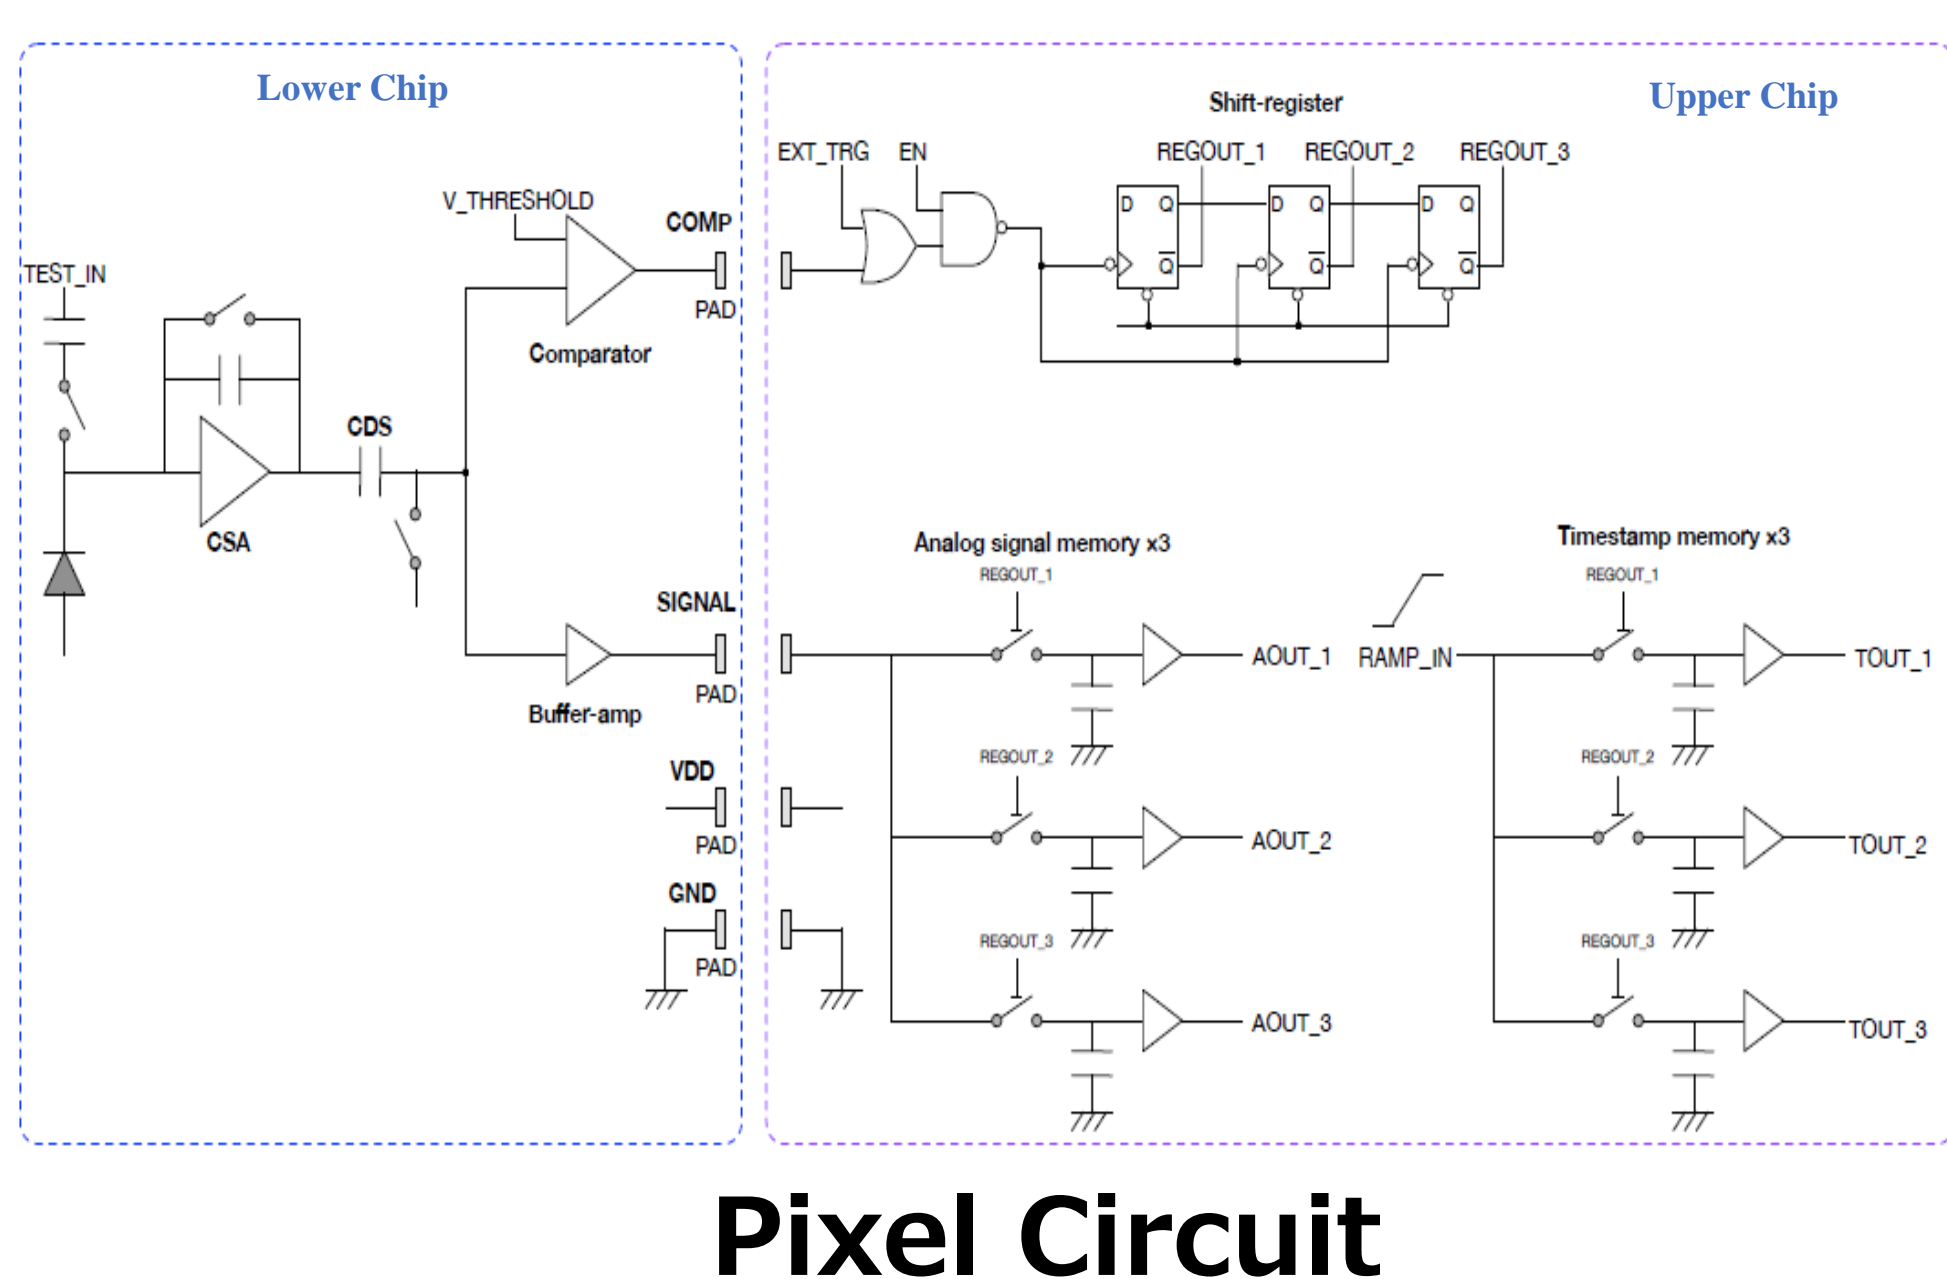 Lower Chip
Upper Chip
Shift-register
EXT_TRG
EN
REGOUT_1
REGOUT_2
REGOUT_3
V_THRESHOLD
COMP
D
Q
D
Q
D
Q
Q
Q
Q
TEST_IN
PAD
Comparator
CDS
CSA
Analog signal memory x3
Timestamp memory x3
REGOUT_1
REGOUT_1
SIGNAL
AOUT_1
RAMP_IN
TOUT_1
PAD
Buffer-amp
REGOUT_2
REGOUT_2
VDD
PAD
AOUT_2
TOUT_2
GND
REGOUT_3
REGOUT_3
PAD
AOUT_3
TOUT_3
Pixel Circuit